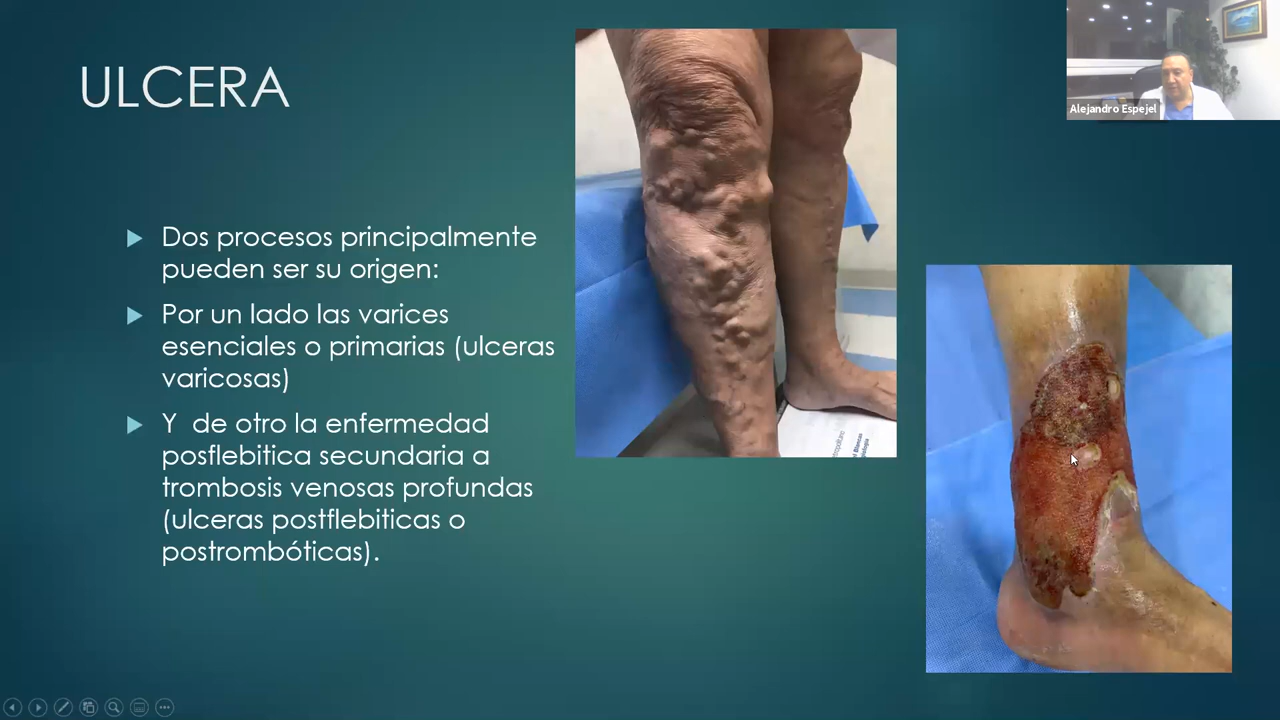 ULCERA
Dos procesos principalmente
pueden ser su origen:
Por un lado las varices
esenciales o primarias (ulceras
varicosas)
Y de otro la enfermedad
posflebitica secundaria a
trombosis venosas profundas
(ulceras postflebiticas o
postrombóticas).
Alejandro Espejel